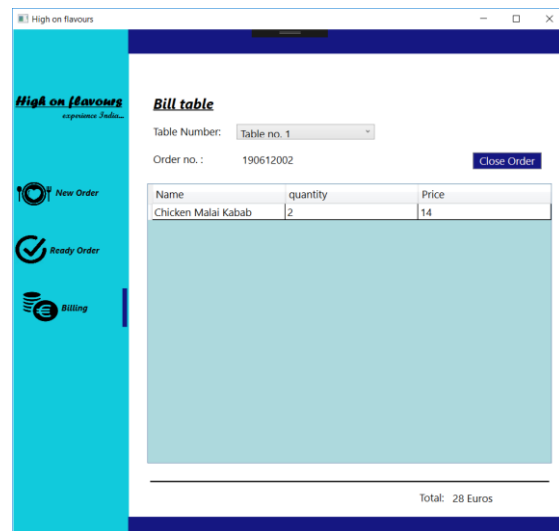 High on flavours
High on flavours
experience India...
New Order
Ready Order
Billing
Bill table
Table Number: Table no. 1
Order no. : 190612002
Close Order
Name quantity Price
Chicken Malai Kabab 2 14
Total: 28 Euros